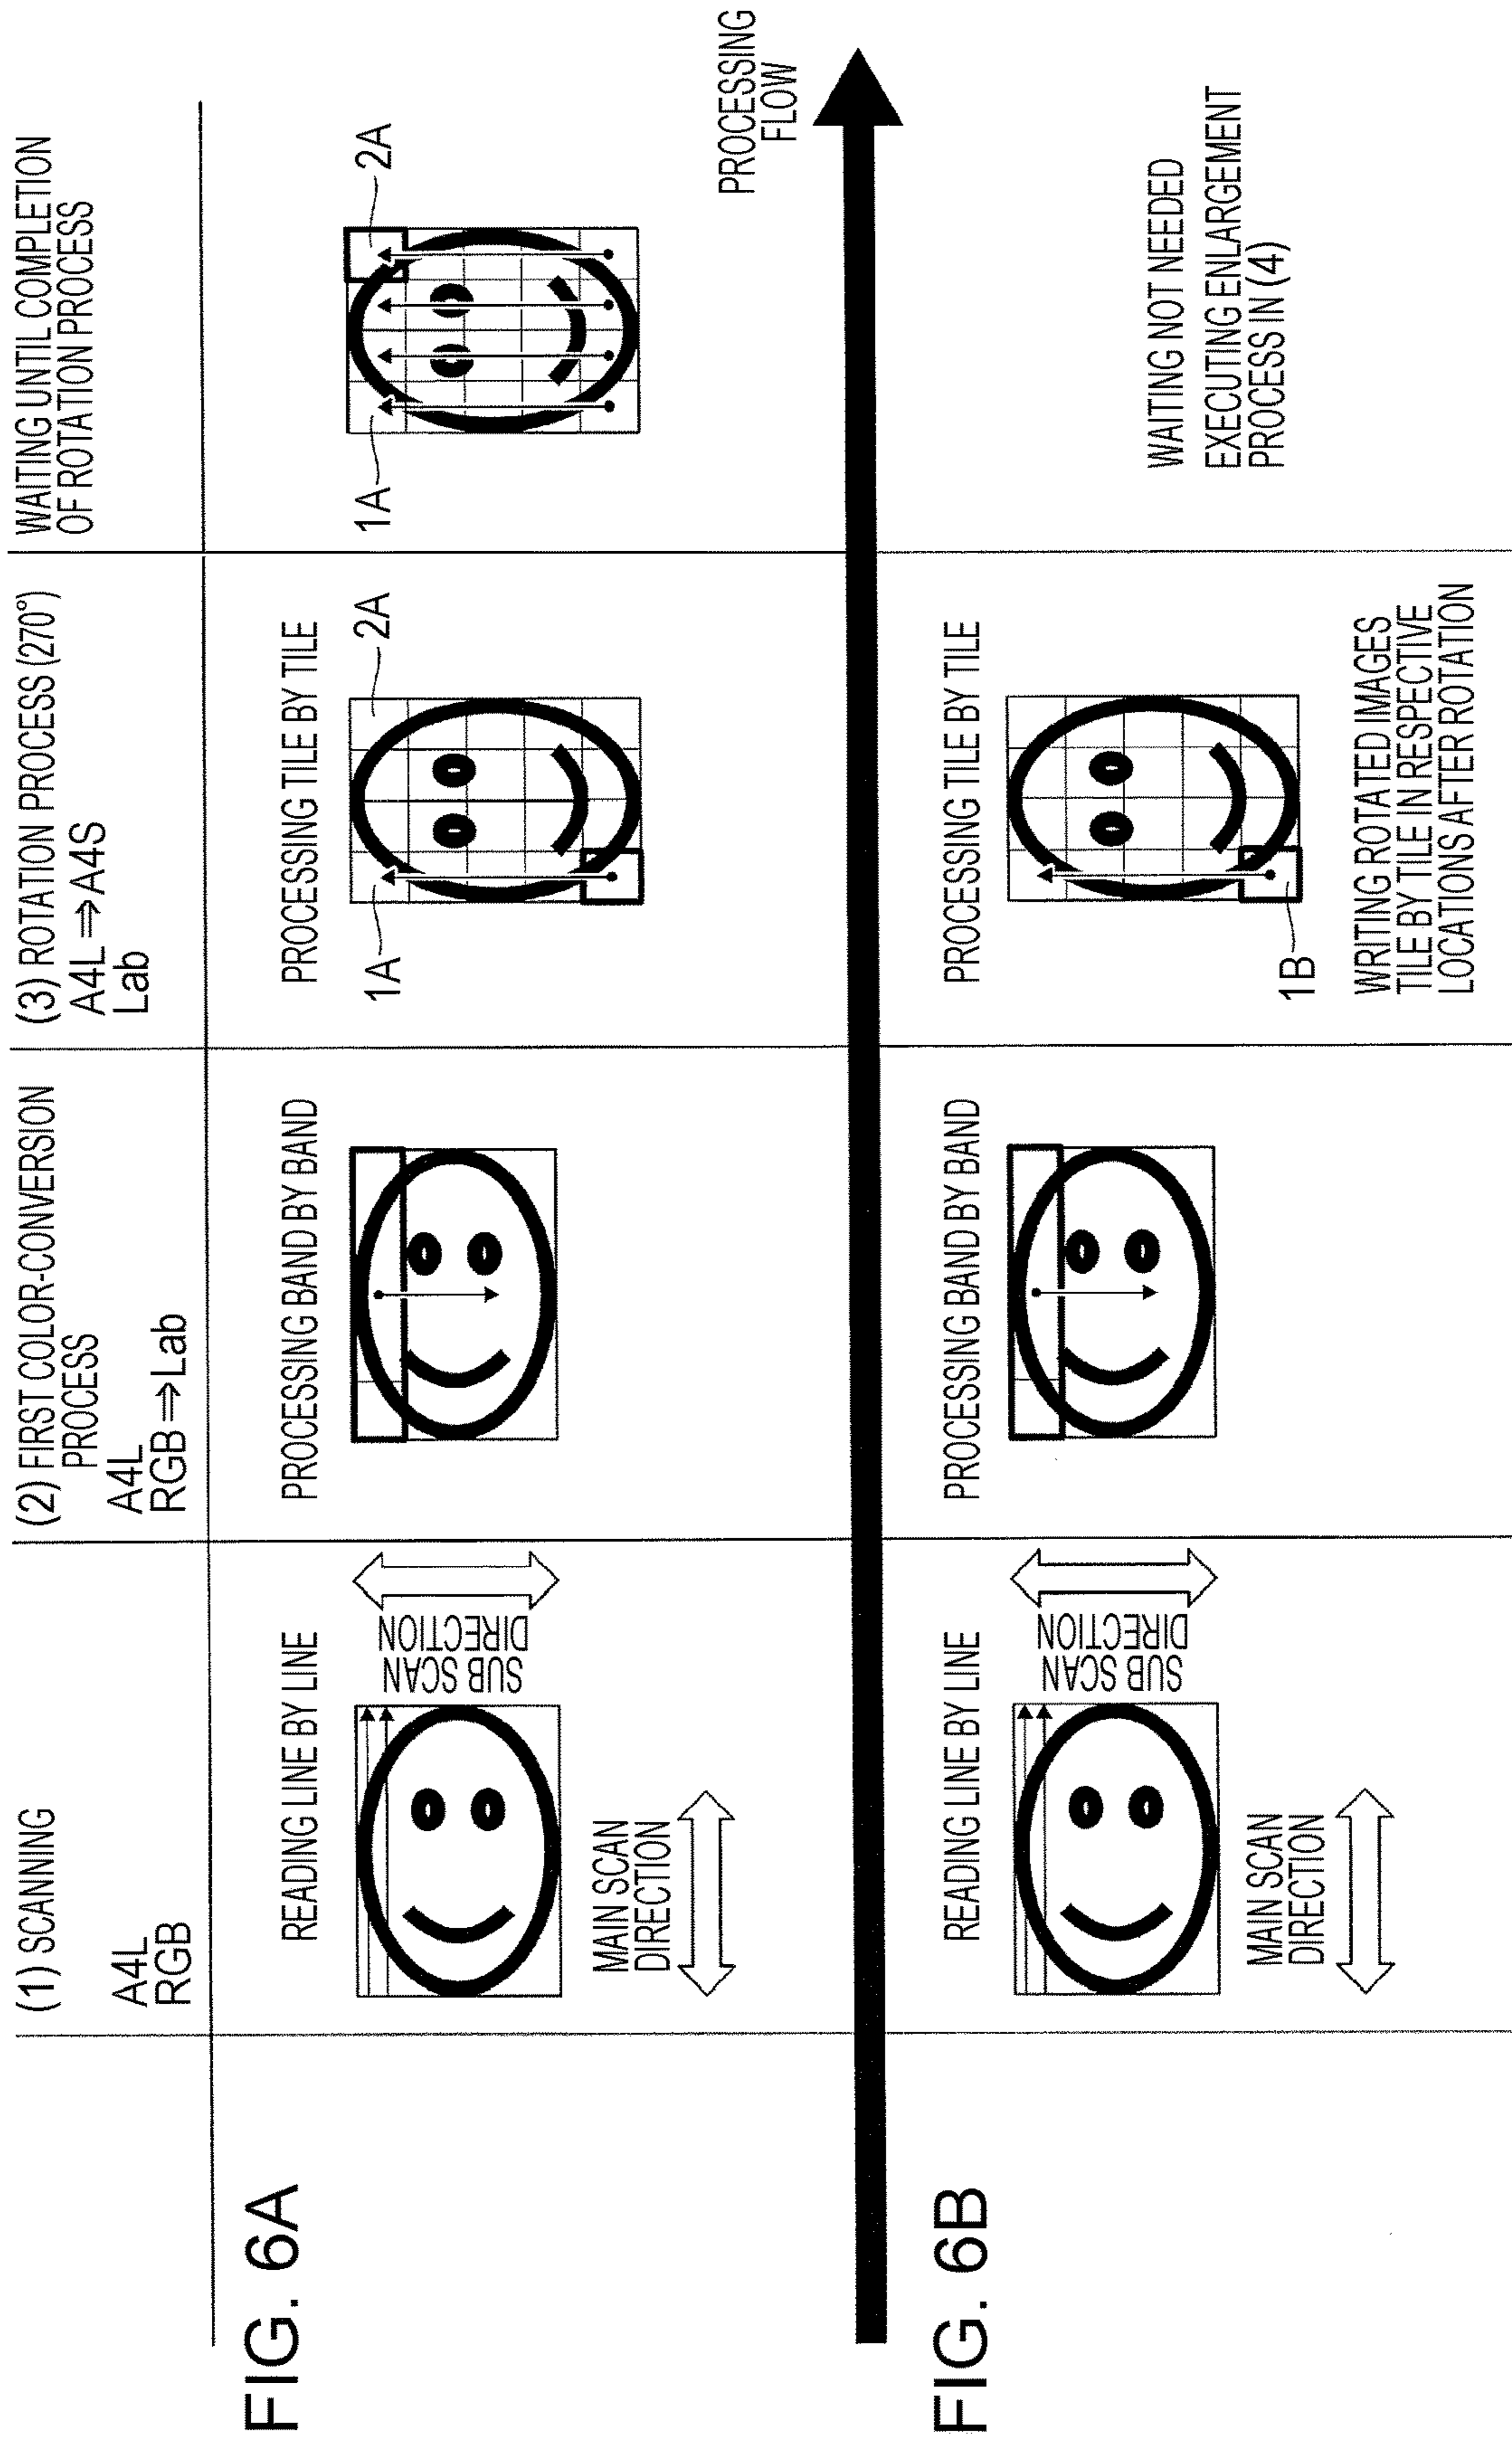 (1) SCANNING
A4L
RGB
(2) FIRST COLOR-CONVERSION
PROCESS
A4L
RGB⇒Lab
(3) ROTATION PROCESS (270°)
A4L⇒A4S
Lab
WAITING UNTIL COMPLETION
OF ROTATION PROCESS
FIG. 6A
READING LINE BY LINE
SUB SCAN
DIRECTION
MAIN SCAN
DIRECTION
PROCESSING BAND BY BAND
PROCESSING TILE BY TILE
1A
2A
1A
2A
PROCESSING
FLOW
FIG. 6B
READING LINE BY LINE
SUB SCAN
DIRECTION
MAIN SCAN
DIRECTION
PROCESSING BAND BY BAND
PROCESSING TILE BY TILE
1B
WRITING ROTATED IMAGES
TILE BY TILE IN RESPECTIVE
LOCATIONS AFTER ROTATION
WAITING NOT NEEDED
EXECUTING ENLARGEMENT
PROCESS IN (4)